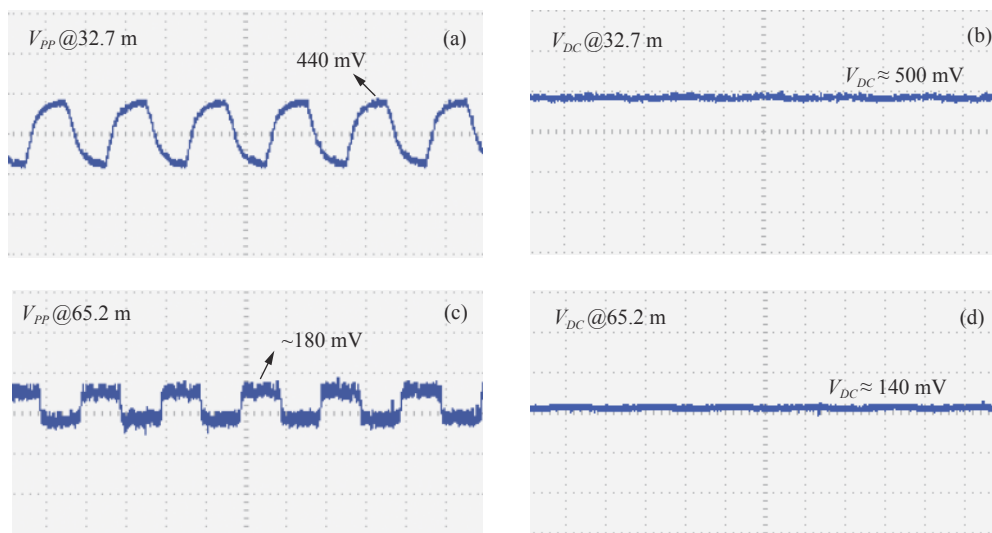 V_PP @32.7 m
(a)
440 mV
V_DC @32.7 m
(b)
V_DC ≈ 500 mV
V_PP @65.2 m
(c)
~180 mV
V_DC @65.2 m
(d)
V_DC ≈ 140 mV